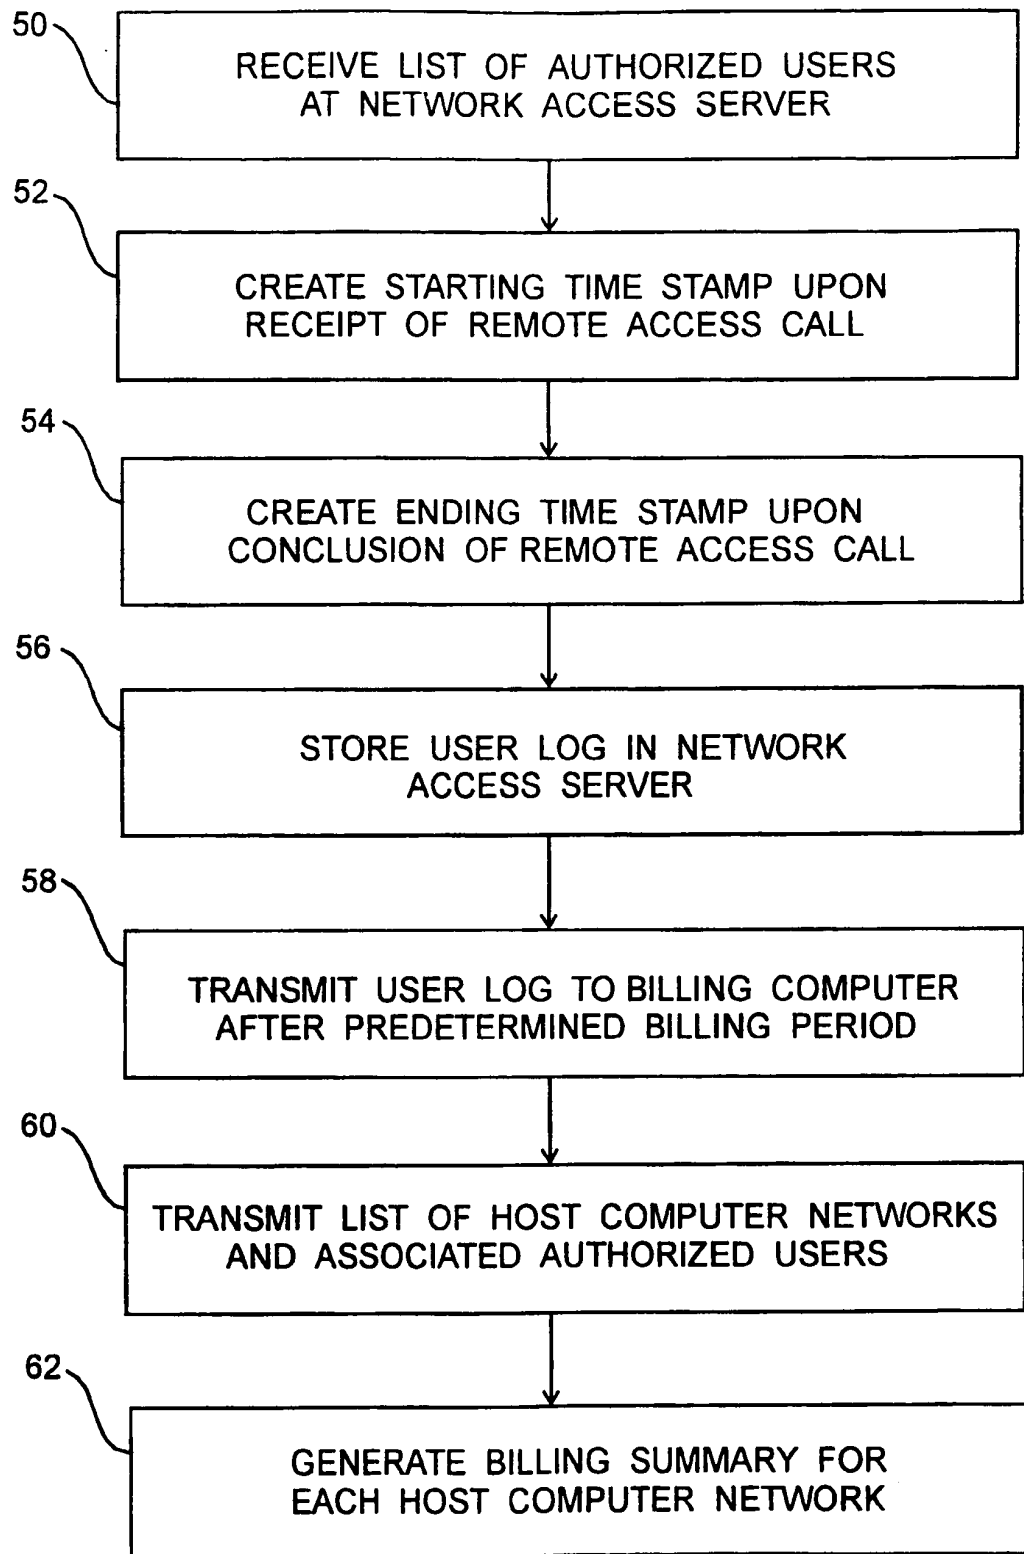 50
RECEIVE LIST OF AUTHORIZED USERS
AT NETWORK ACCESS SERVER
52
CREATE STARTING TIME STAMP UPON
RECEIPT OF REMOTE ACCESS CALL
54
CREATE ENDING TIME STAMP UPON
CONCLUSION OF REMOTE ACCESS CALL
56
STORE USER LOG IN NETWORK
ACCESS SERVER
58
TRANSMIT USER LOG TO BILLING COMPUTER
AFTER PREDETERMINED BILLING PERIOD
60
TRANSMIT LIST OF HOST COMPUTER NETWORKS
AND ASSOCIATED AUTHORIZED USERS
62
GENERATE BILLING SUMMARY FOR
EACH HOST COMPUTER NETWORK